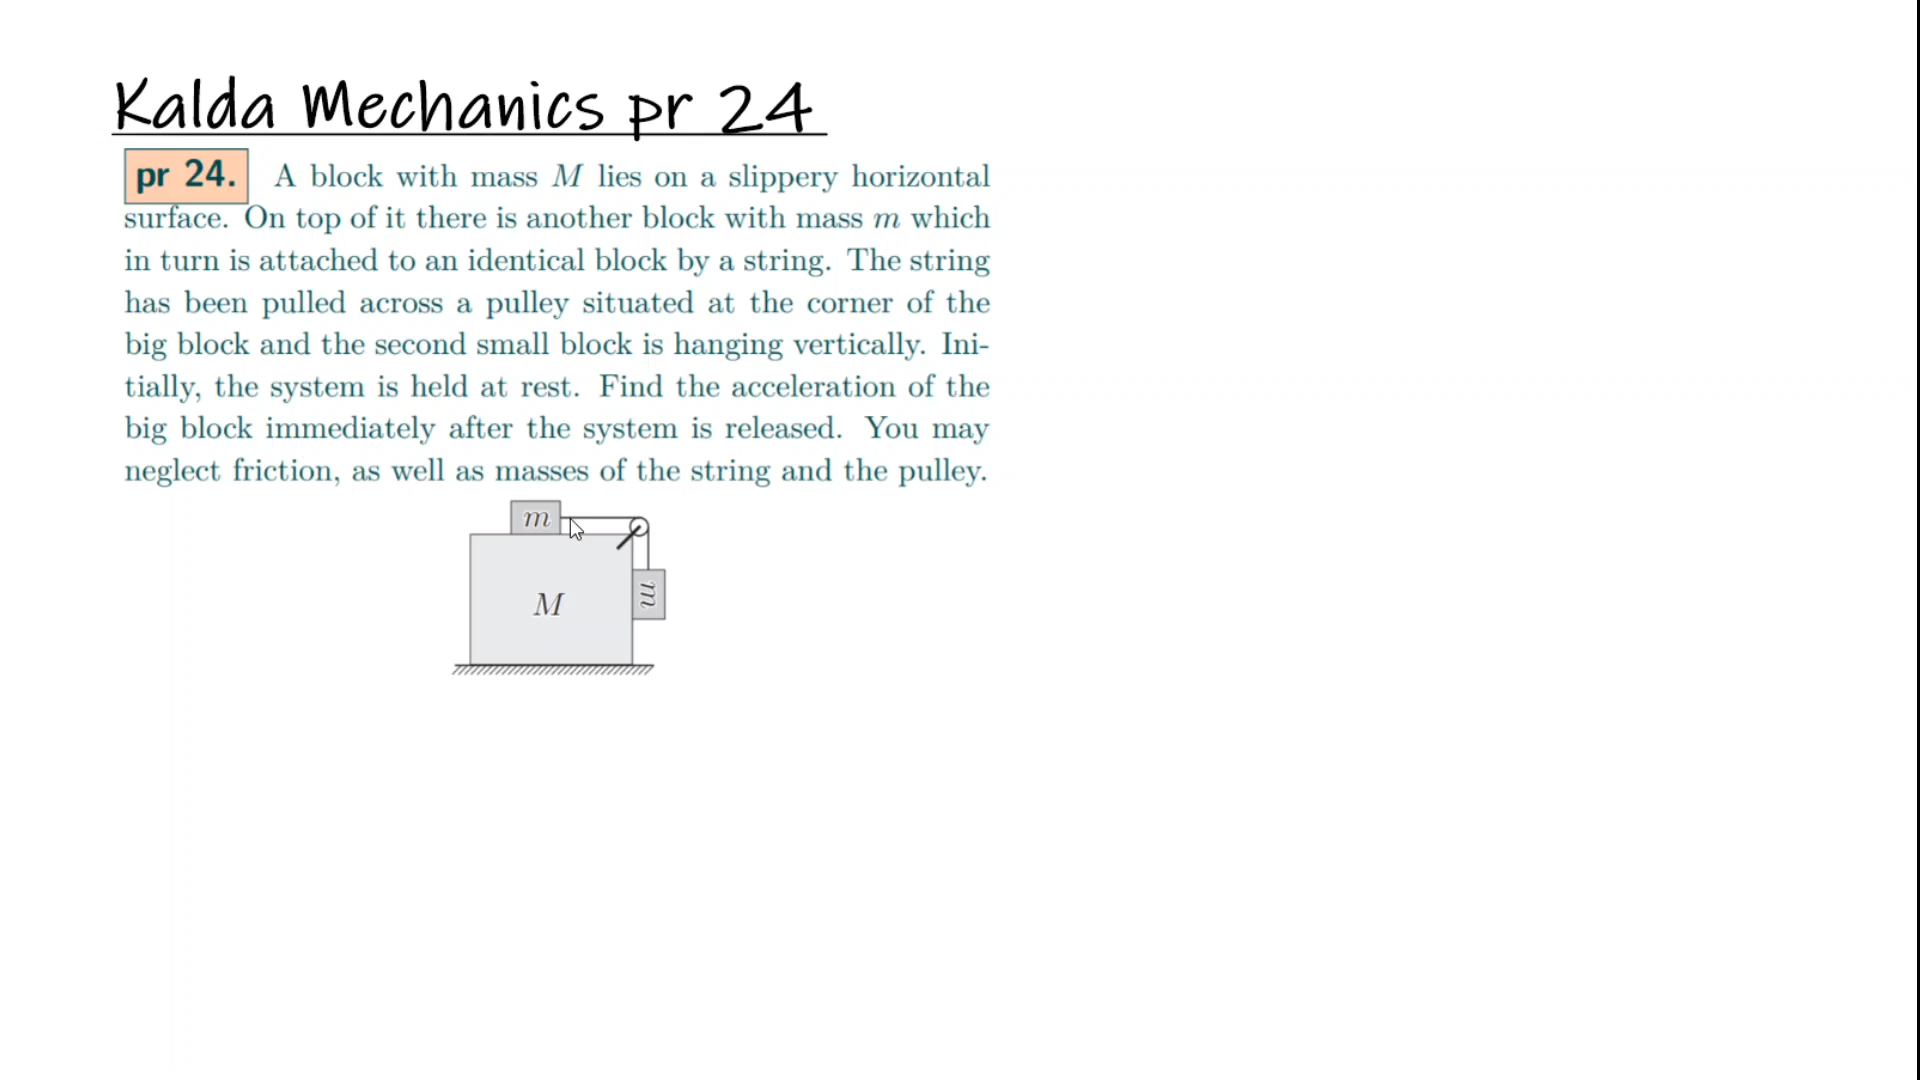 Kalda Mechanics pr 24
pr 24. A block with mass M lies on a slippery horizontal
surface. On top of it there is another block with mass m which
in turn is attached to an identical block by a string. The string
has been pulled across a pulley situated at the corner of the
big block and the second small block is hanging vertically. Ini-
tially, the system is held at rest. Find the acceleration of the
big block immediately after the system is released. You may
neglect friction, as well as masses of the string and the pulley.
m
M
m